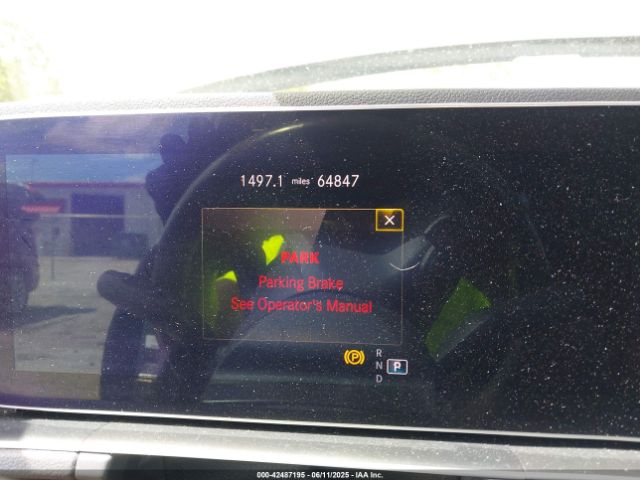 1497.1 miles 64847
X
PARK
Parking Brake
See Operator's Manual
P
R
N P
D
000-42487195 - 06/11/2025 - IAA Inc.